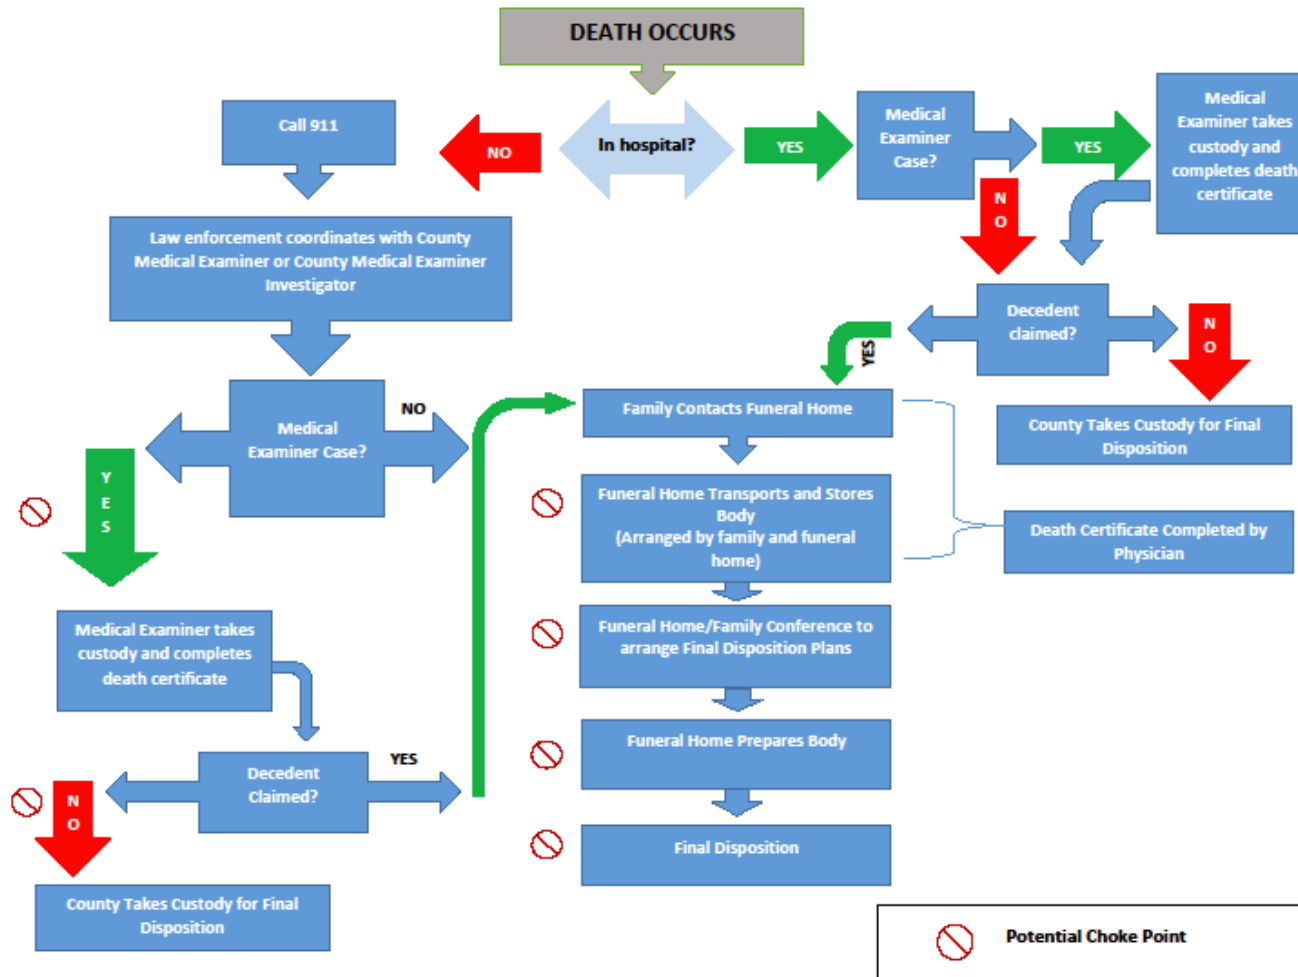 DEATH OCCURS
Call 911
NO
In hospital?
YES
Medical
Examiner
Case?
YES
Medical
Examiner takes
custody and
completes death
certificate
N
O
Law enforcement coordinates with County
Medical Examiner or County Medical Examiner
Investigator
Decedent
claimed?
N
O
YES
Medical
Examiner Case?
NO
Y
E
S
Family Contacts Funeral Home
County Takes Custody for Final
Disposition
Funeral Home Transports and Stores
Body
(Arranged by family and funeral
home)
Death Certificate Completed by
Physician
Medical Examiner takes
custody and completes
death certificate
Funeral Home/Family Conference to
arrange Final Disposition Plans
Funeral Home Prepares Body
Decedent
Claimed?
YES
N
O
Final Disposition
County Takes Custody for Final
Disposition
Potential Choke Point